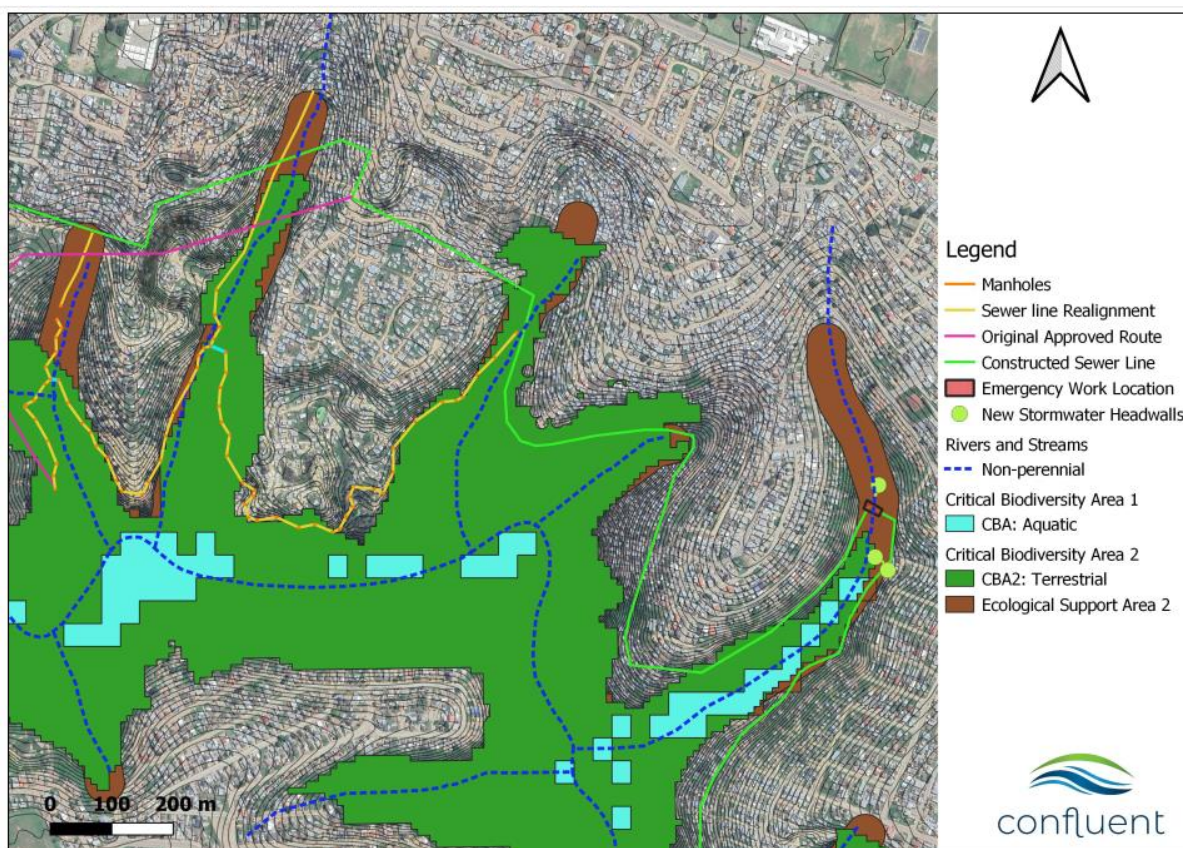 Legend
Manholes
Sewer line Realignment
Original Approved Route
Constructed Sewer Line
Emergency Work Location
New Stormwater Headwalls
Rivers and Streams
Non-perennial
Critical Biodiversity Area 1
CBA: Aquatic
Critical Biodiversity Area 2
CBA2: Terrestrial
Ecological Support Area 2
0 100 200 m
confluent